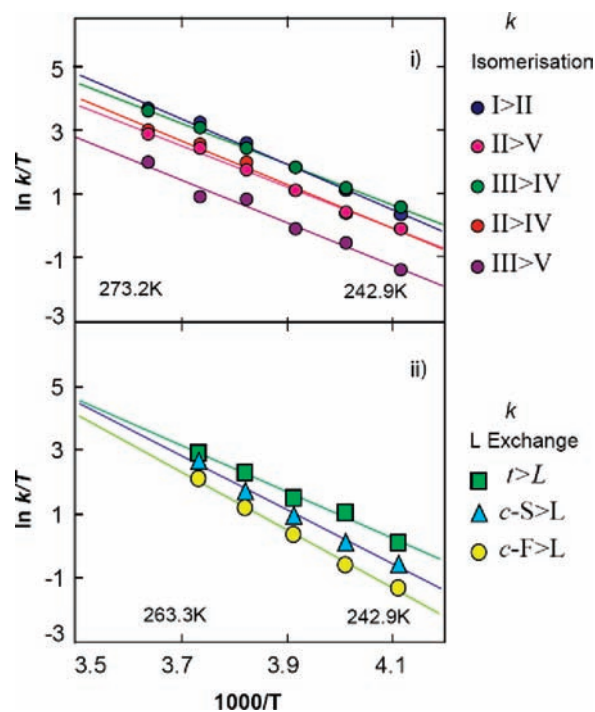 i)
5
3
1
-1
-3
ln k/T
273.2K
242.9K
k
Isomerisation
I>II
II>V
III>IV
II>IV
III>V
ii)
5
3
1
-1
-3
ln k/T
263.3K
242.9K
k
L Exchange
t>L
c-S>L
c-F>L
3.5
3.7
3.9
4.1
1000/T